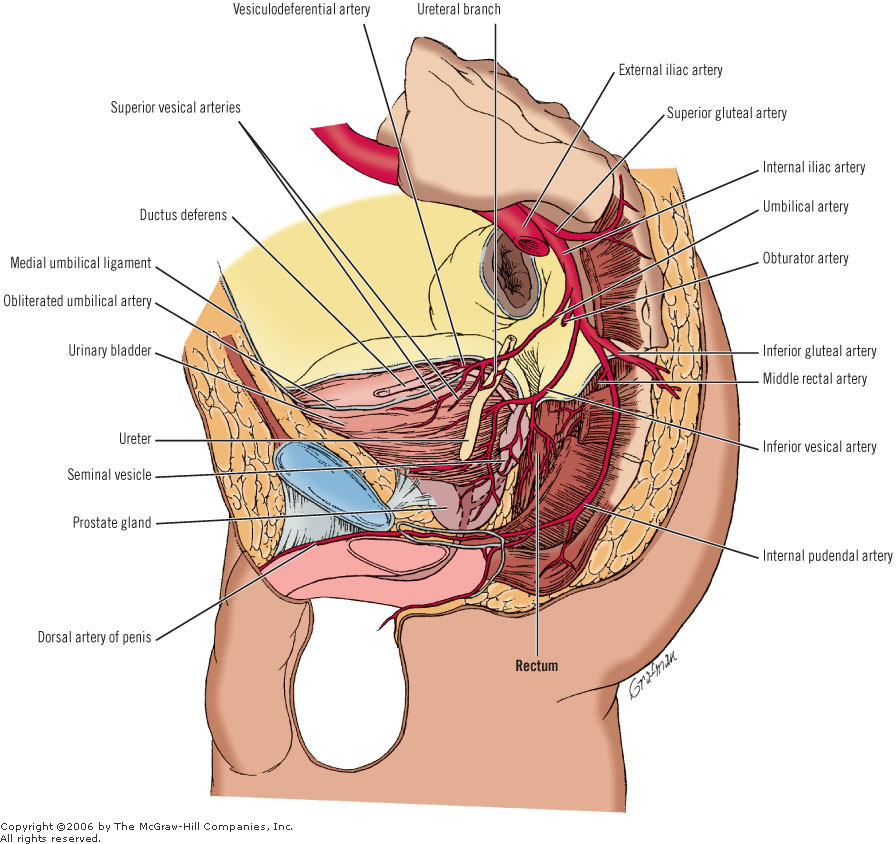 Vesiculodeferential artery
Ureteral branch
External iliac artery
Superior vesical arteries
Superior gluteal artery
Internal iliac artery
Umbilical artery
Ductus deferens
Obturator artery
Medial umbilical ligament
Obliterated umbilical artery
Urinary bladder
Inferior gluteal artery
Middle rectal artery
Ureter
Inferior vesical artery
Seminal vesicle
Prostate gland
Internal pudendal artery
Dorsal artery of penis
Rectum
Copyright ©2006 by The McGraw-Hill Companies, Inc.
All rights reserved.